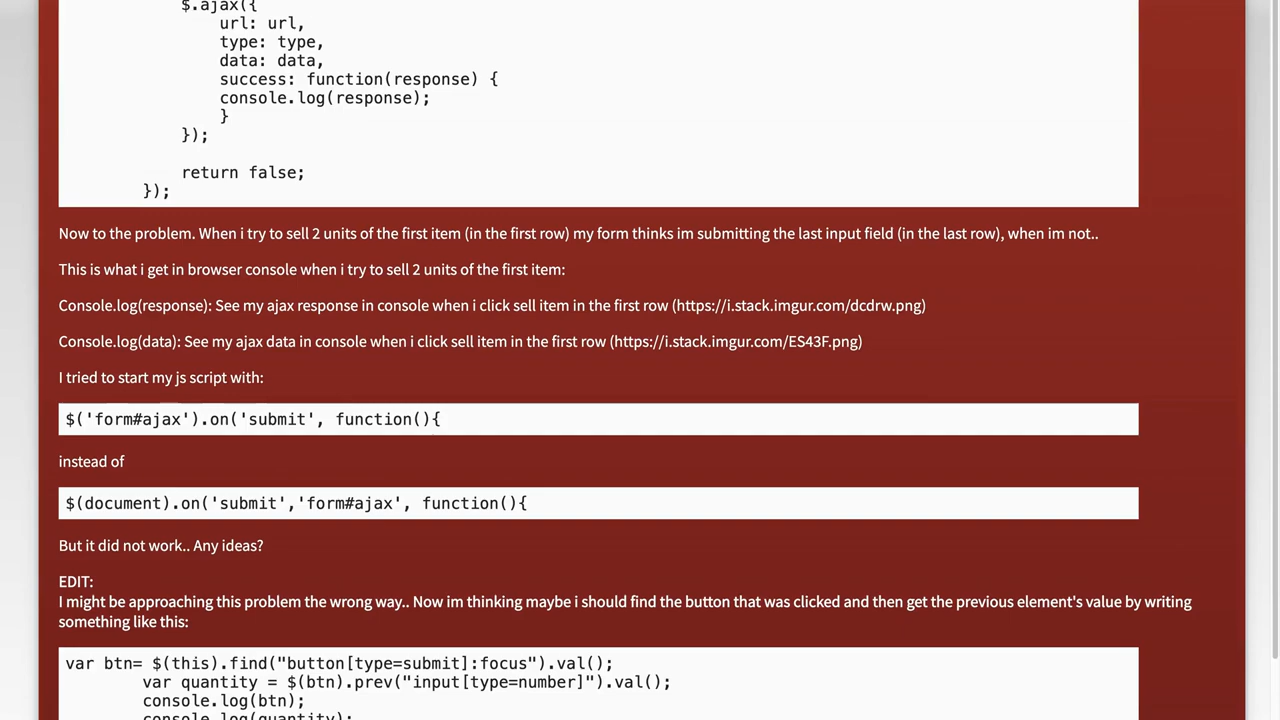 $.ajax({
url: url,
type: type,
data: data,
success: function(response) {
console.log(response);
}
});
return false;
});
Now to the problem. When i try to sell 2 units of the first item (in the first row) my form thinks im submitting the last input field (in the last row), when im not..
This is what i get in browser console when i try to sell 2 units of the first item:
Console.log(response): See my ajax response in console when i click sell item in the first row (https://i.stack.imgur.com/dcdrw.png)
Console.log(data): See my ajax data in console when i click sell item in the first row (https://i.stack.imgur.com/ES43F.png)
I tried to start my js script with:
$('form#ajax').on('submit', function(){
instead of
$(document).on('submit','form#ajax', function(){
But it did not work.. Any ideas?
EDIT:
I might be approaching this problem the wrong way.. Now im thinking maybe i should find the button that was clicked and then get the previous element's value by writing
something like this:
var btn= $(this).find("button[type=submit]:focus").val();
var quantity = $(btn).prev("input[type=number]").val();
console.log(btn);
console.log(quantity);